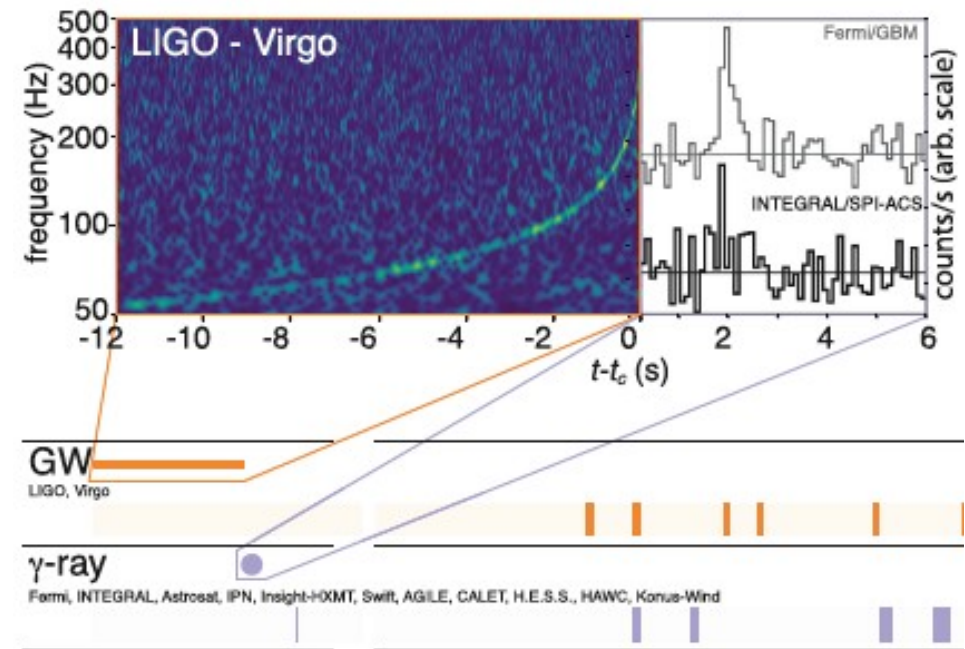 LIGO - Virgo
Fermi/GBM
INTEGRAL/SPI-ACS
frequency (Hz)
500
400
300
200
100
50
counts/s (arb. scale)
-12 -10 -8 -6 -4 -2 0 2 4 6
t-tc (s)
GW
LIGO, Virgo
γ-ray
Fermi, INTEGRAL, Astrosat, IPN, Insight-HXMT, Swift, AGILE, CALET, H.E.S.S., HAWC, Konus-Wind